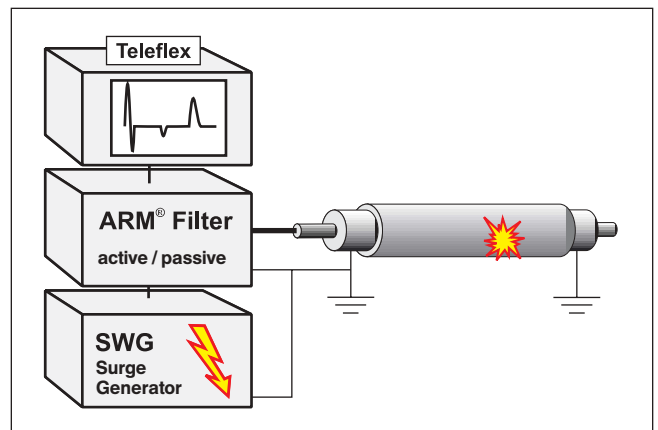 Teleflex
ARM® Filter
active / passive
SWG
Surge
Generator